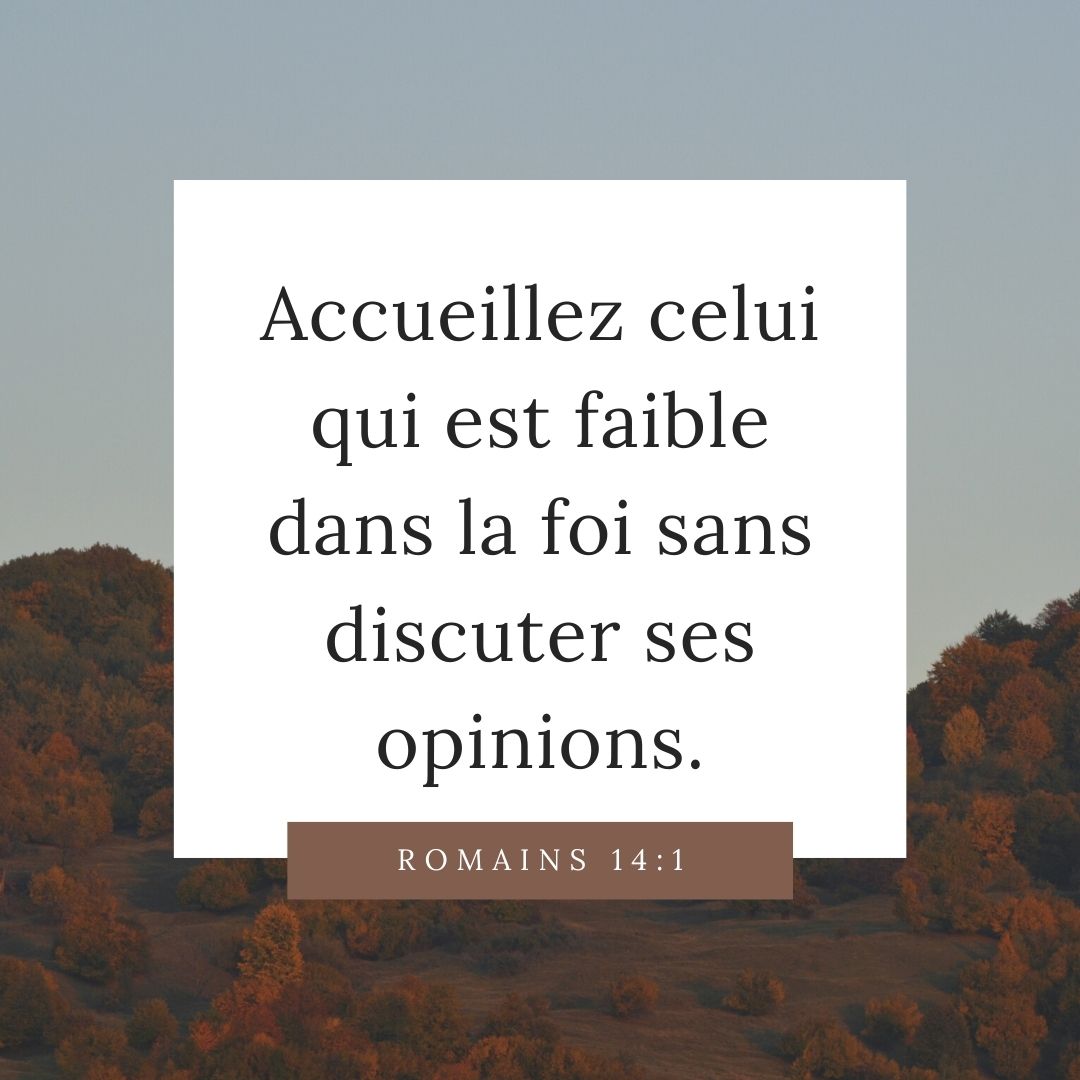 Accueillez celui
qui est faible
dans la foi sans
discuter ses
opinions.
ROMAINS 14:1